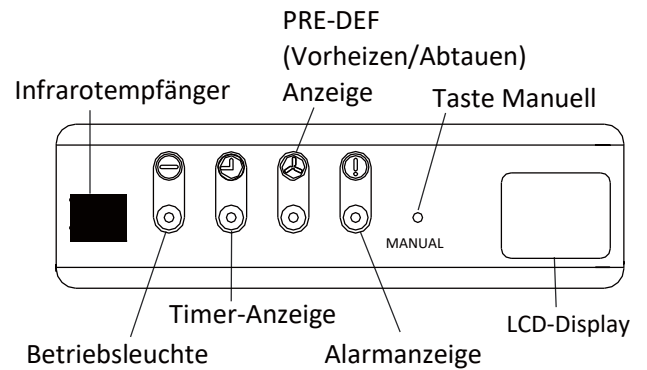 PRE-DEF
(Vorheizen/Abtauen)
Anzeige
Infrarotempfänger
Taste Manuell
MANUAL
Timer-Anzeige
LCD-Display
Betriebsleuchte
Alarmanzeige